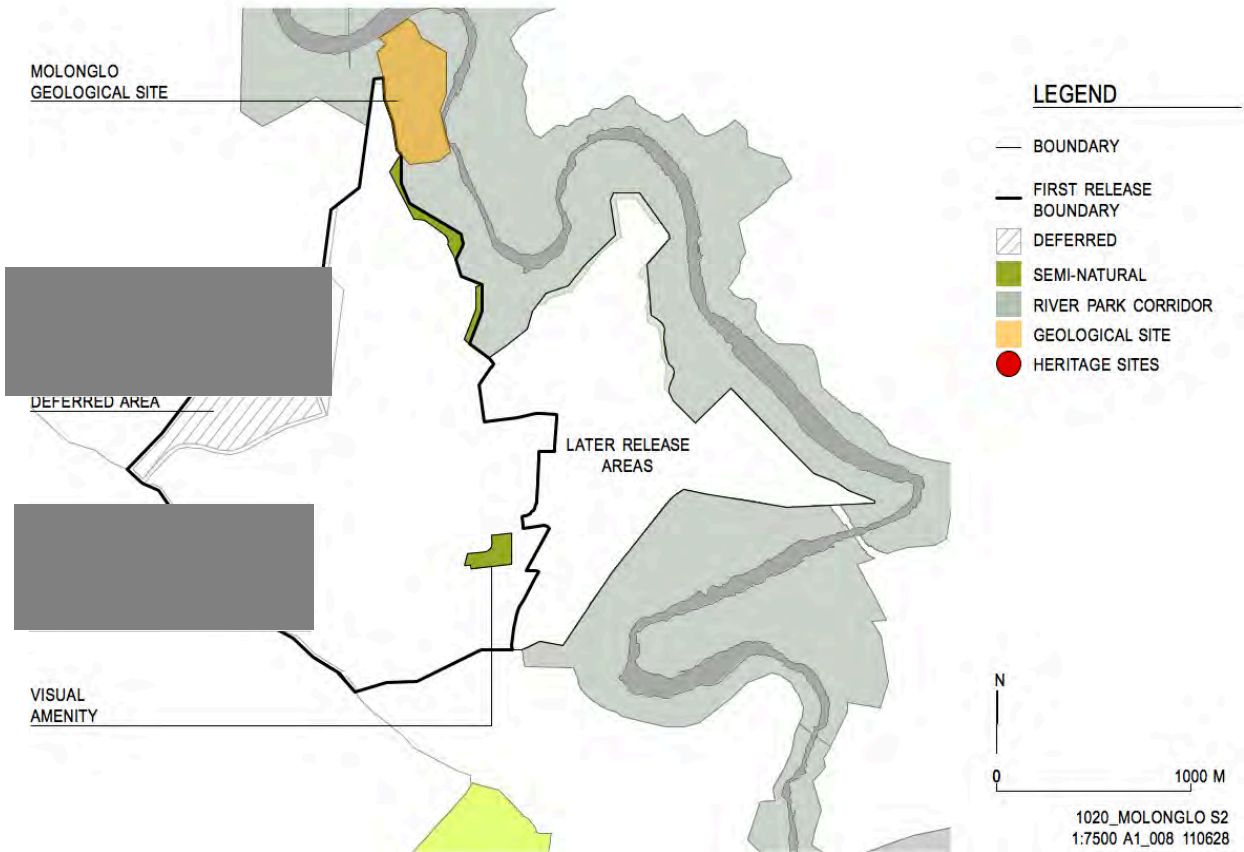 MOLONGLO
GEOLOGICAL SITE
DEFERRED AREA
VISUAL
AMENITY
LATER RELEASE
AREAS
LEGEND
BOUNDARY
FIRST RELEASE
BOUNDARY
DEFERRED
SEMI-NATURAL
RIVER PARK CORRIDOR
GEOLOGICAL SITE
HERITAGE SITES
N
0 1000 M
1020_MOLONGLO S2
1:7500 A1_008 110628